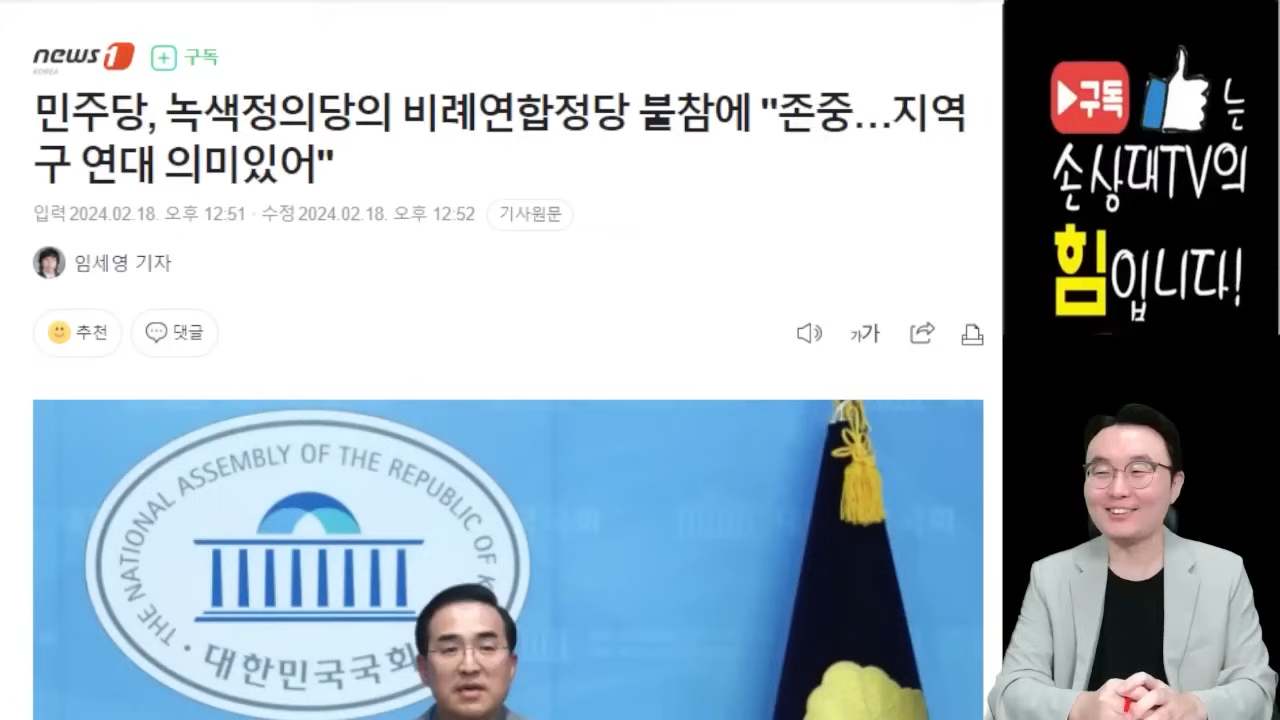 news1
KOREA
구독
민주당, 녹색정의당의 비례연합정당 불참에 "존중…지역
구 연대 의미있어"
입력 2024.02.18. 오후 12:51 · 수정 2024.02.18. 오후 12:52 기사원문
임세영 기자
추천 댓글
가가
THE NATIONAL ASSEMBLY OF THE REPUBLIC OF K
대한민국국회
구독 는
손상대TV의
힘입니다!